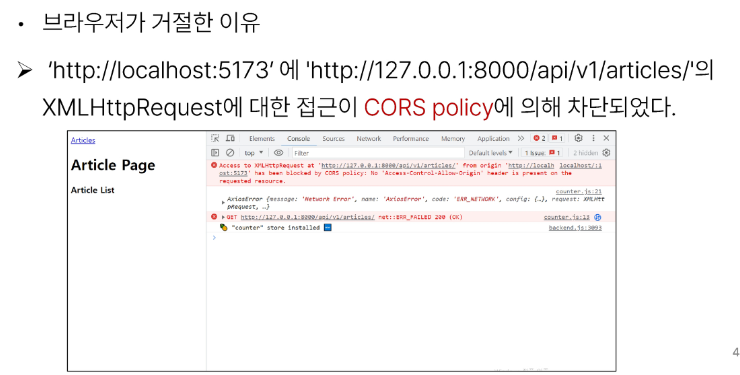 • 브라우저가 거절한 이유
➢ ‘http://localhost:5173’ 에 'http://127.0.0.1:8000/api/v1/articles/'의
XMLHttpRequest에 대한 접근이 CORS policy에 의해 차단되었다.
Articles
Article Page
Article List
Elements Console Sources Network Performance Memory Application 2 1
top Filter Default levels 1 Issue 1 2 hidden
Access to XMLHttpRequest at 'http://127.0.0.1:8000/api/v1/articles/' from origin 'http://localh localhost/:1
ost:5173' has been blocked by CORS policy: No 'Access-Control-Allow-Origin' header is present on the
requested resource.
counter.js:21
AxiosError {message: 'Network Error', name: 'AxiosError', code: 'ERR_NETWORK', config: {…}, request: XMLHtt
pRequest, …}
GET http://127.0.0.1:8000/api/v1/articles/ net::ERR_FAILED 200 (OK) counter.js:13
"counter" store installed backend.js:3093
4